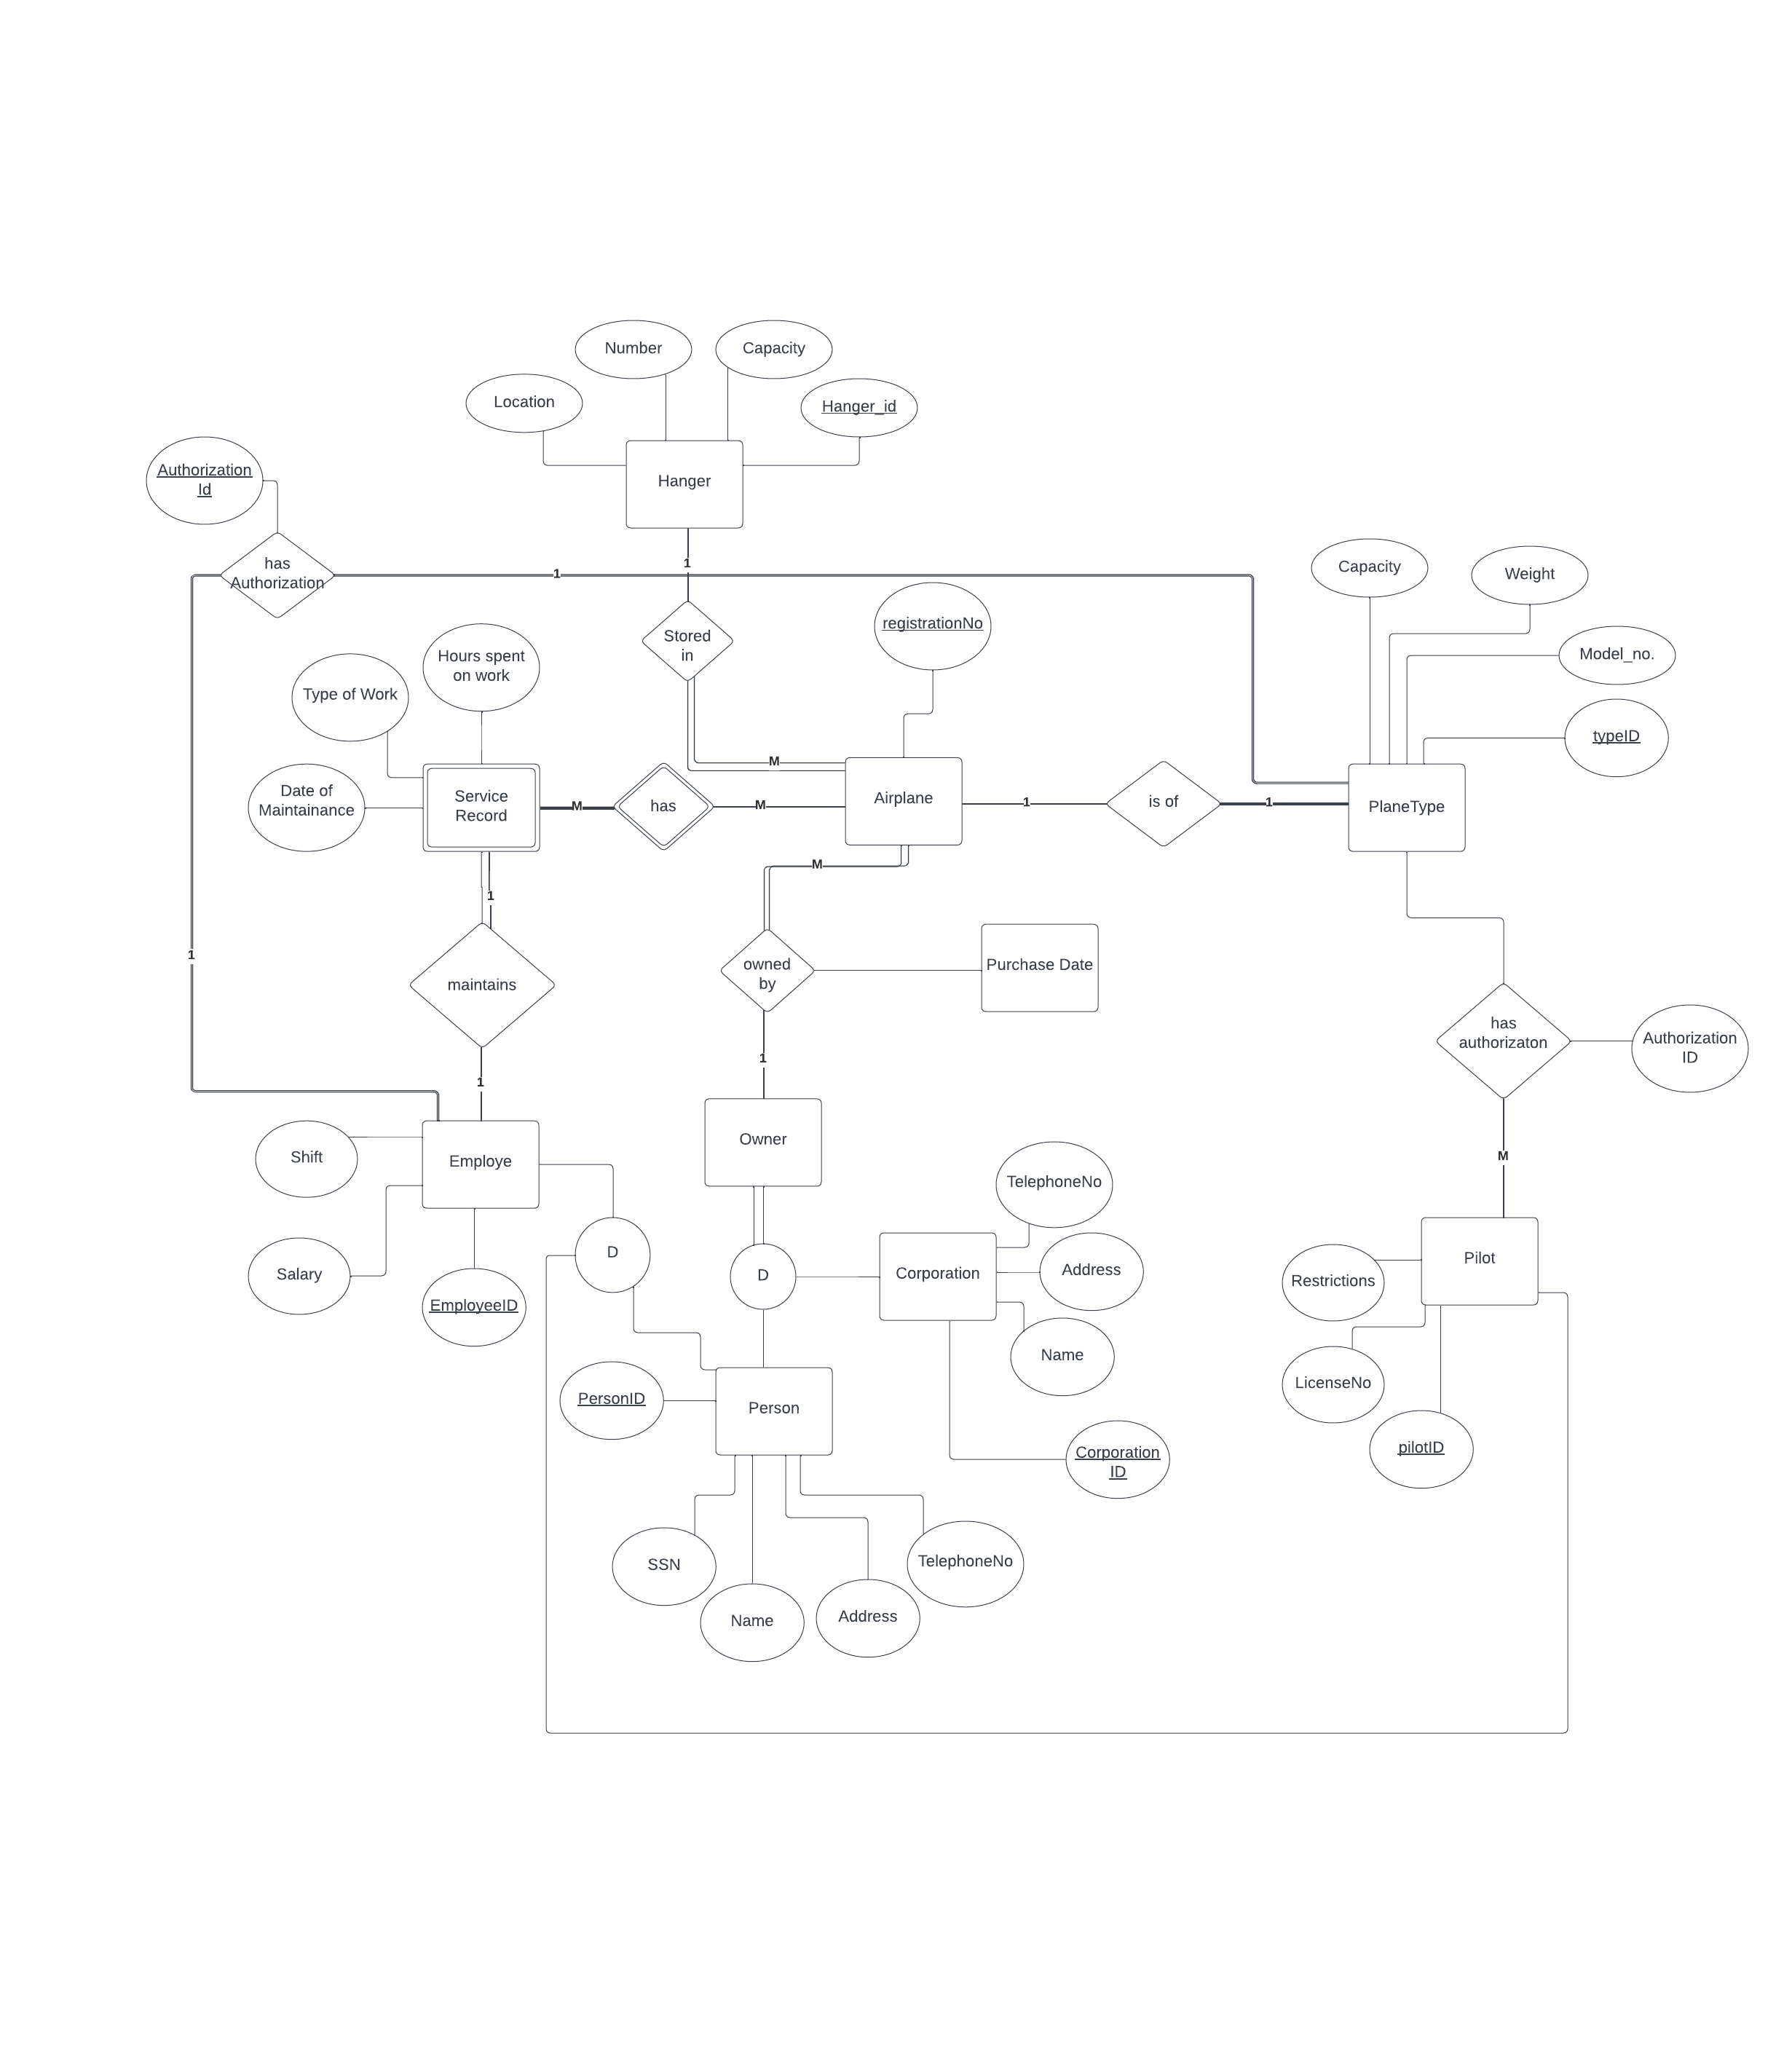 Number
Capacity
Location
Hanger_id
Hanger
Authorization
Id
has
Authorization
1
1
Capacity
Weight
registrationNo
Stored
in
Hours spent
on work
Model_no.
Type of Work
typeID
M
Date of
Maintainance
Service
Record
M
has
M
Airplane
1
is of
1
PlaneType
M
1
1
owned
by
Purchase Date
maintains
has
authorizaton
Authorization
ID
1
1
Owner
M
Shift
Employe
TelephoneNo
D
Salary
EmployeeID
D
Corporation
Address
Pilot
Restrictions
Name
LicenseNo
PersonID
Person
Corporation
ID
pilotID
SSN
TelephoneNo
Name
Address